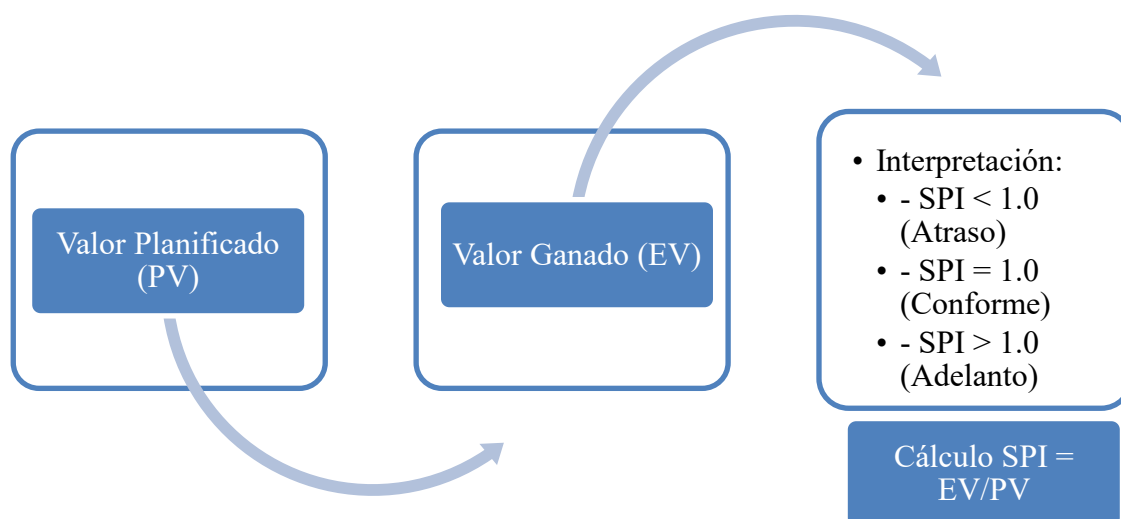 Valor Planificado
(PV)
Valor Ganado (EV)
• Interpretación:
• - SPI < 1.0
(Atraso)
• - SPI = 1.0
(Conforme)
• - SPI > 1.0
(Adelanto)
Cálculo SPI =
EV/PV